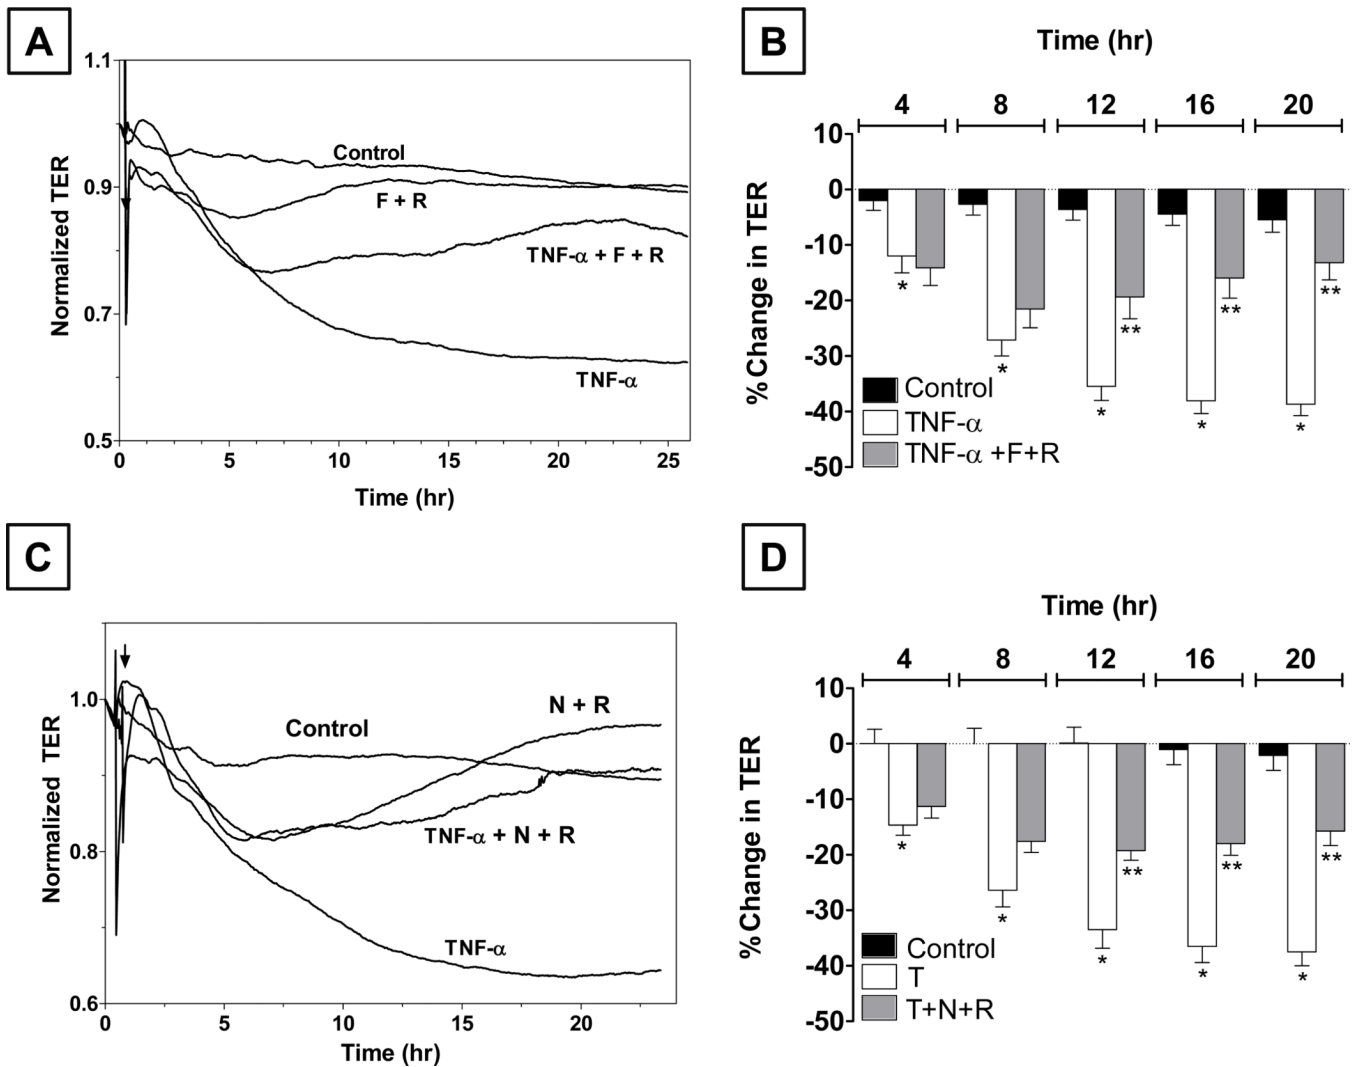 A
1.1
0.9
0.7
0.5
Normalized TER
Control
F + R
TNF-α + F + R
TNF-α
0 5 10 15 20 25
Time (hr)
B
Time (hr)
4 8 12 16 20
10
0
-10
-20
-30
-40
-50
% Change in TER
* * ** * ** * ** *
Control
TNF-α
TNF-α +F+R
C
1.0
0.8
0.6
Normalized TER
Control
N + R
TNF-α + N + R
TNF-α
0 5 10 15 20
Time (hr)
D
Time (hr)
4 8 12 16 20
10
0
-10
-20
-30
-40
-50
% Change in TER
* * ** * ** * ** *
Control
T
T+N+R